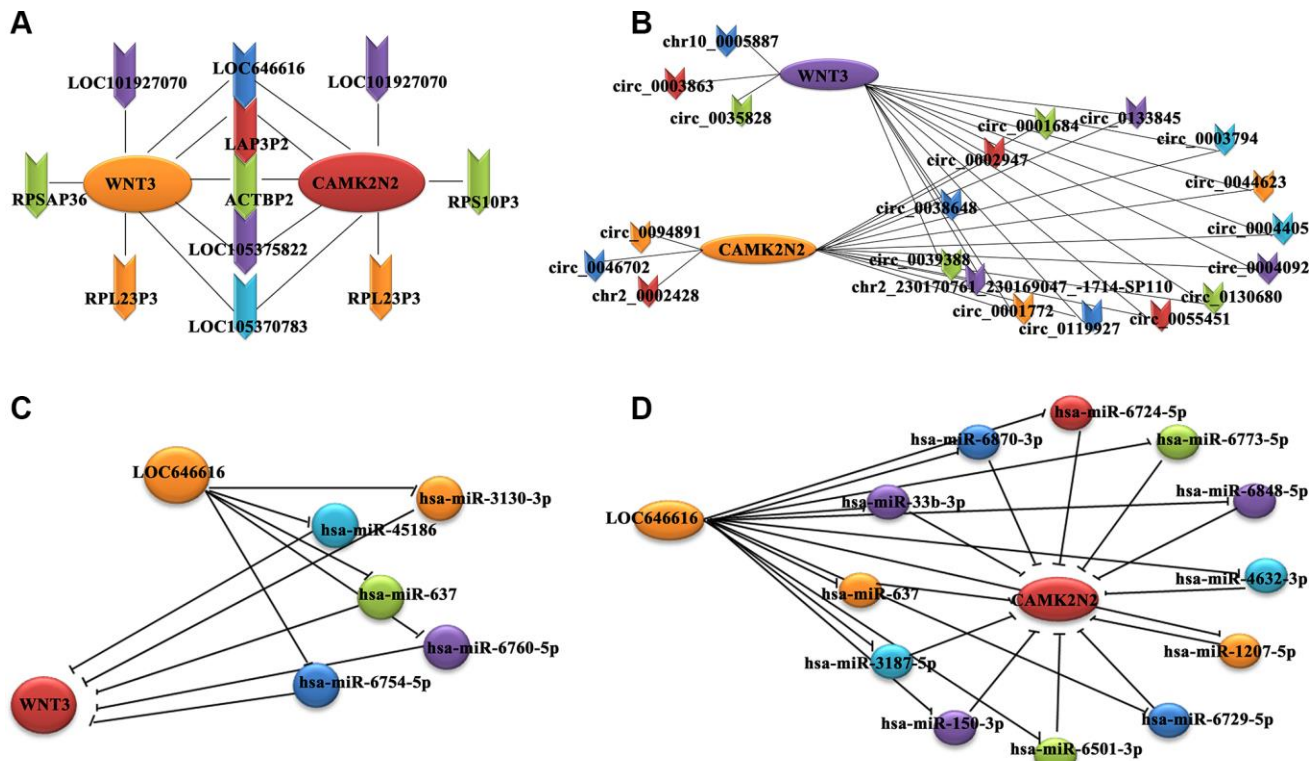 A
LOC101927070
LOC646616
LOC101927070
LAP3P2
WNT3
CAMK2N2
RPSAP36
ACTBP2
RPS10P3
LOC105375822
RPL23P3
RPL23P3
LOC105370783
B
chr10_0005887
WNT3
circ_0003863
circ_0035828
circ_0133845
circ_0001684
circ_0003794
circ_0002947
circ_0044623
circ_0038648
circ_0004405
circ_0094891
CAMK2N2
circ_0046702
circ_0039388
circ_0004092
chr2_0002428
chr2_230170761_230169047_-1714-SP110
circ_0130680
circ_0001772
circ_0055451
circ_0119927
C
LOC646616
hsa-miR-3130-3p
hsa-miR-45186
hsa-miR-637
hsa-miR-6760-5p
hsa-miR-6754-5p
WNT3
D
hsa-miR-6724-5p
hsa-miR-6870-3p
hsa-miR-6773-5p
hsa-miR-33b-3p
hsa-miR-6848-5p
LOC646616
hsa-miR-4632-3p
hsa-miR-637
CAMK2N2
hsa-miR-1207-5p
hsa-miR-3187-5p
hsa-miR-150-3p
hsa-miR-6729-5p
hsa-miR-6501-3p